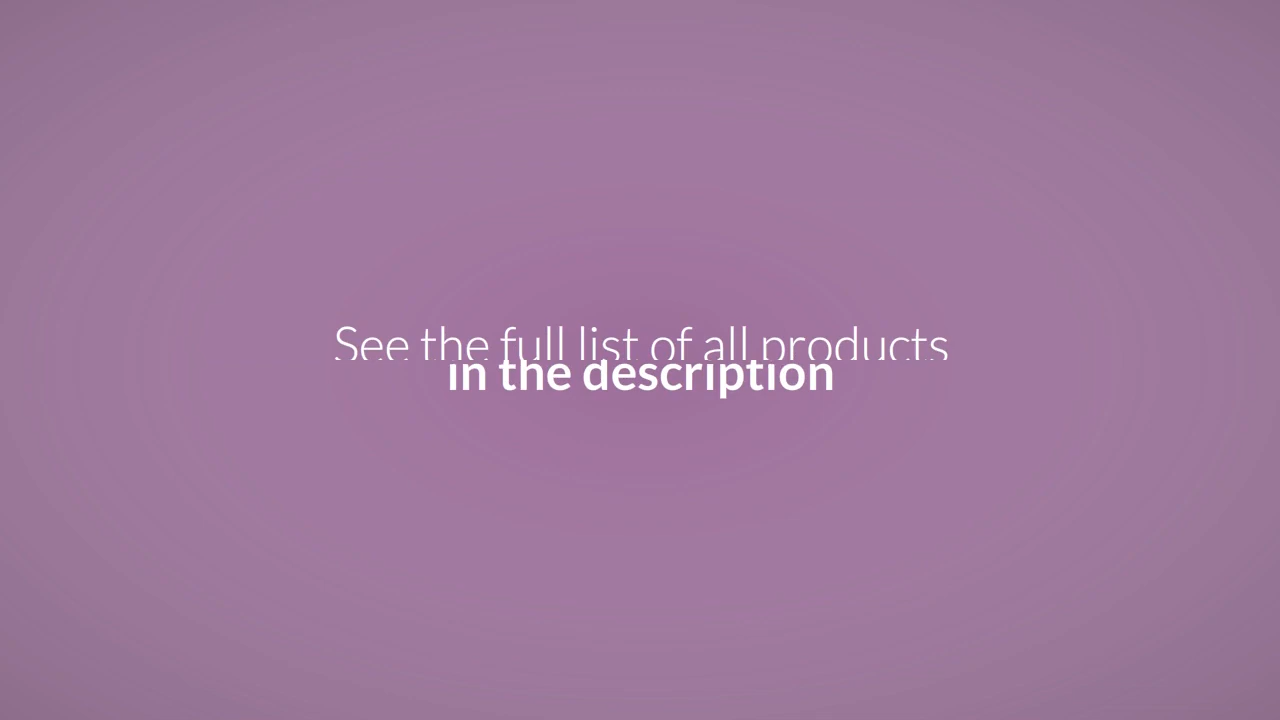 See the full list of all products
in the description